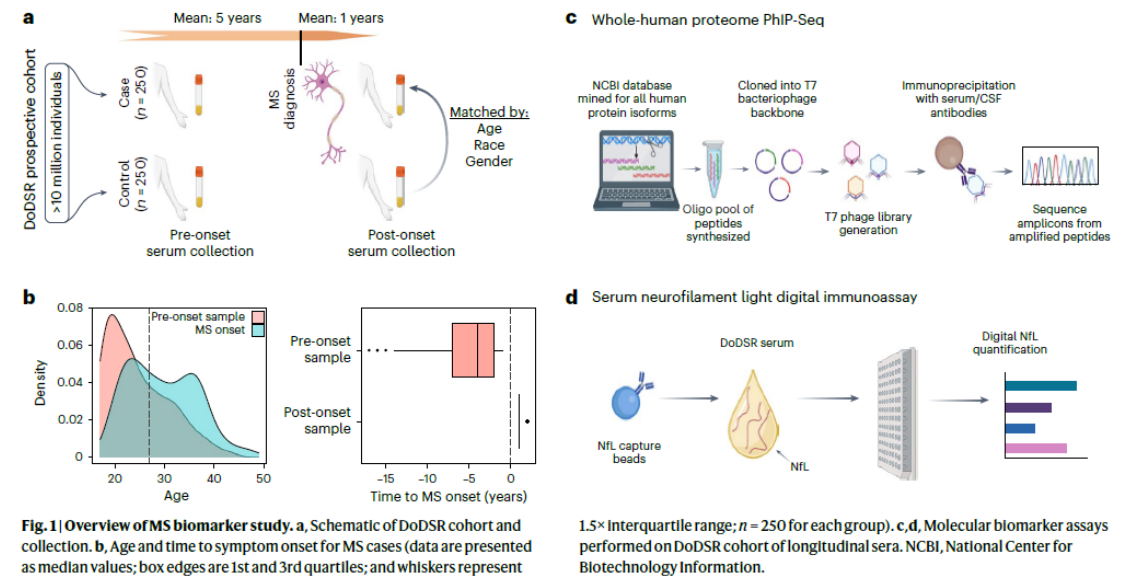 a
Mean: 5 years
Mean: 1 years
DoDSR prospective cohort
>10 million individuals
Case
(n = 25 0)
Control
(n = 25 0)
MS
diagnosis
Matched by:
Age
Race
Gender
Pre-onset
serum collection
Post-onset
serum collection
b
0.08
0.06
0.04
0.02
0
Density
Pre-onset sample
MS onset
20
30
40
50
Age
Pre-onset
sample
Post-onset
sample
−15
−10
−5
0
Time to MS onset (years)
c Whole-human proteome PhIP-Seq
NCBI database
mined for all human
protein isoforms
Cloned into T7
bacteriophage
backbone
Immunoprecipitation
with serum/CSF
antibodies
Oligo pool of
peptides
synthesized
T7 phage library
generation
Sequence
amplicons from
amplified peptides
d Serum neurofilament light digital immunoassay
DoDSR serum
Digital NfL
quantification
NfL capture
beads
NfL
Fig. 1 | Overview of MS biomarker study. a, Schematic of DoDSR cohort and
collection. b, Age and time to symptom onset for MS cases (data are presented
as median values; box edges are 1st and 3rd quartiles; and whiskers represent
1.5× interquartile range; n = 250 for each group). c,d, Molecular biomarker assays
performed on DoDSR cohort of longitudinal sera. NCBI, National Center for
Biotechnology Information.